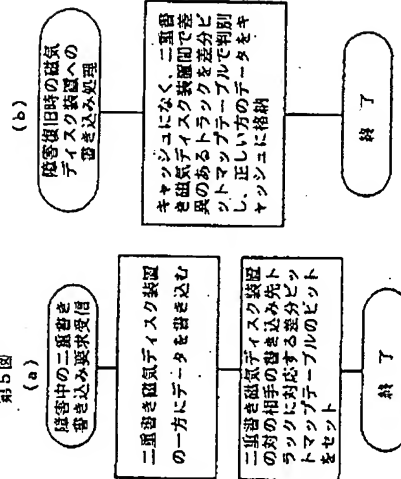 第5図
(a)
障害中の二重書き
書き込み要求受信
二重書き磁気ディスク装置
の一方にデータを書き込む
二重書き磁気ディスク装置
の対の相手の書き込み先ト
ラックに対応する差分ビッ
トマップテーブルのビット
をセット
終 了
(b)
障害復旧時の磁気
ディスク装置への
書き込み処理
キャッシュになく、二重書
き磁気ディスク装置間で差
異のあるトラックを差分ビ
ットマップテーブルで判別
し、正しい方のデータをキ
ャッシュに格納
終 了